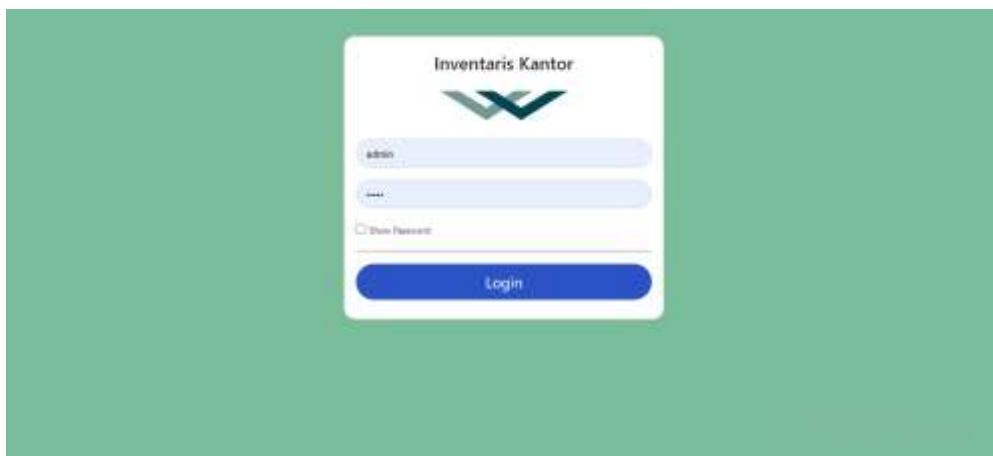 Inventaris Kantor
admin
•••••
Show Password
Login